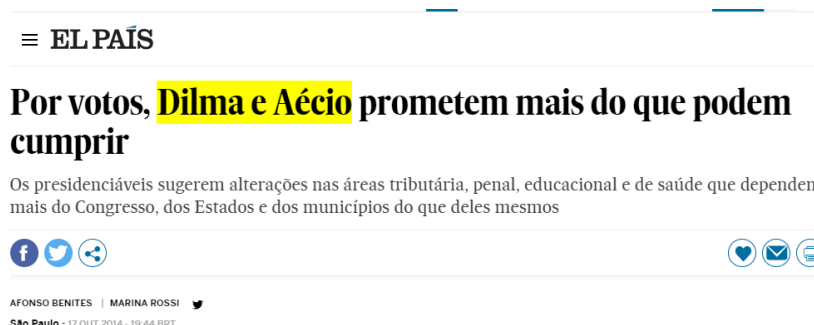 EL PAÍS
Por votos, Dilma e Aécio prometem mais do que podem
cumprir
Os presidenciáveis sugerem alterações nas áreas tributária, penal, educacional e de saúde que dependen
mais do Congresso, dos Estados e dos municípios do que deles mesmos
AFONSO BENITES | MARINA ROSSI
São Paulo - 17 OUT 2014 - 19:44 BRT